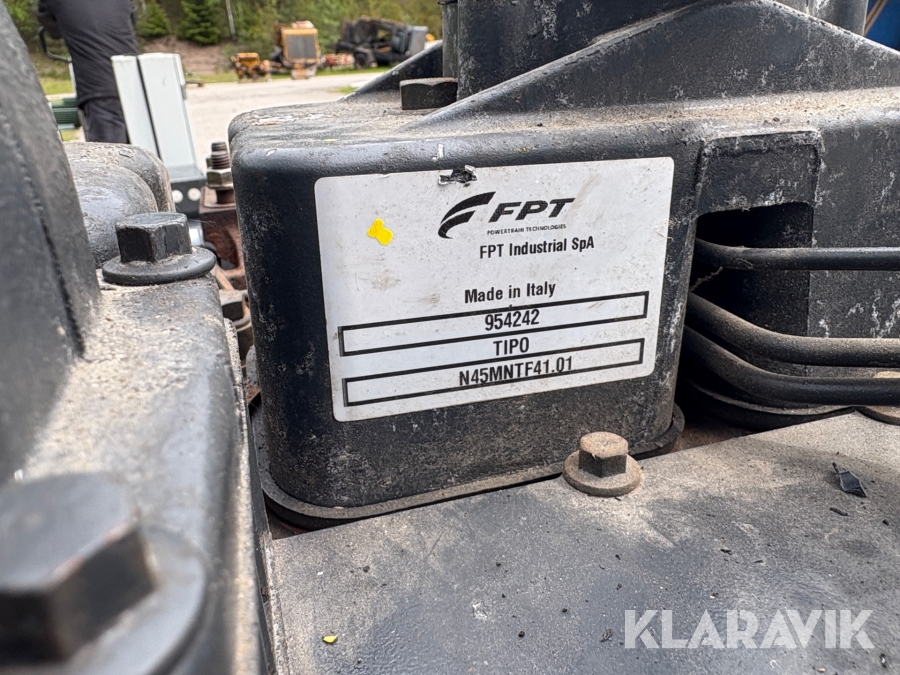 FPT
POWERTRAIN TECHNOLOGIES
FPT Industrial SpA
Made in Italy
954242
TIPO
N45MNTF41.01
KLARAVIK